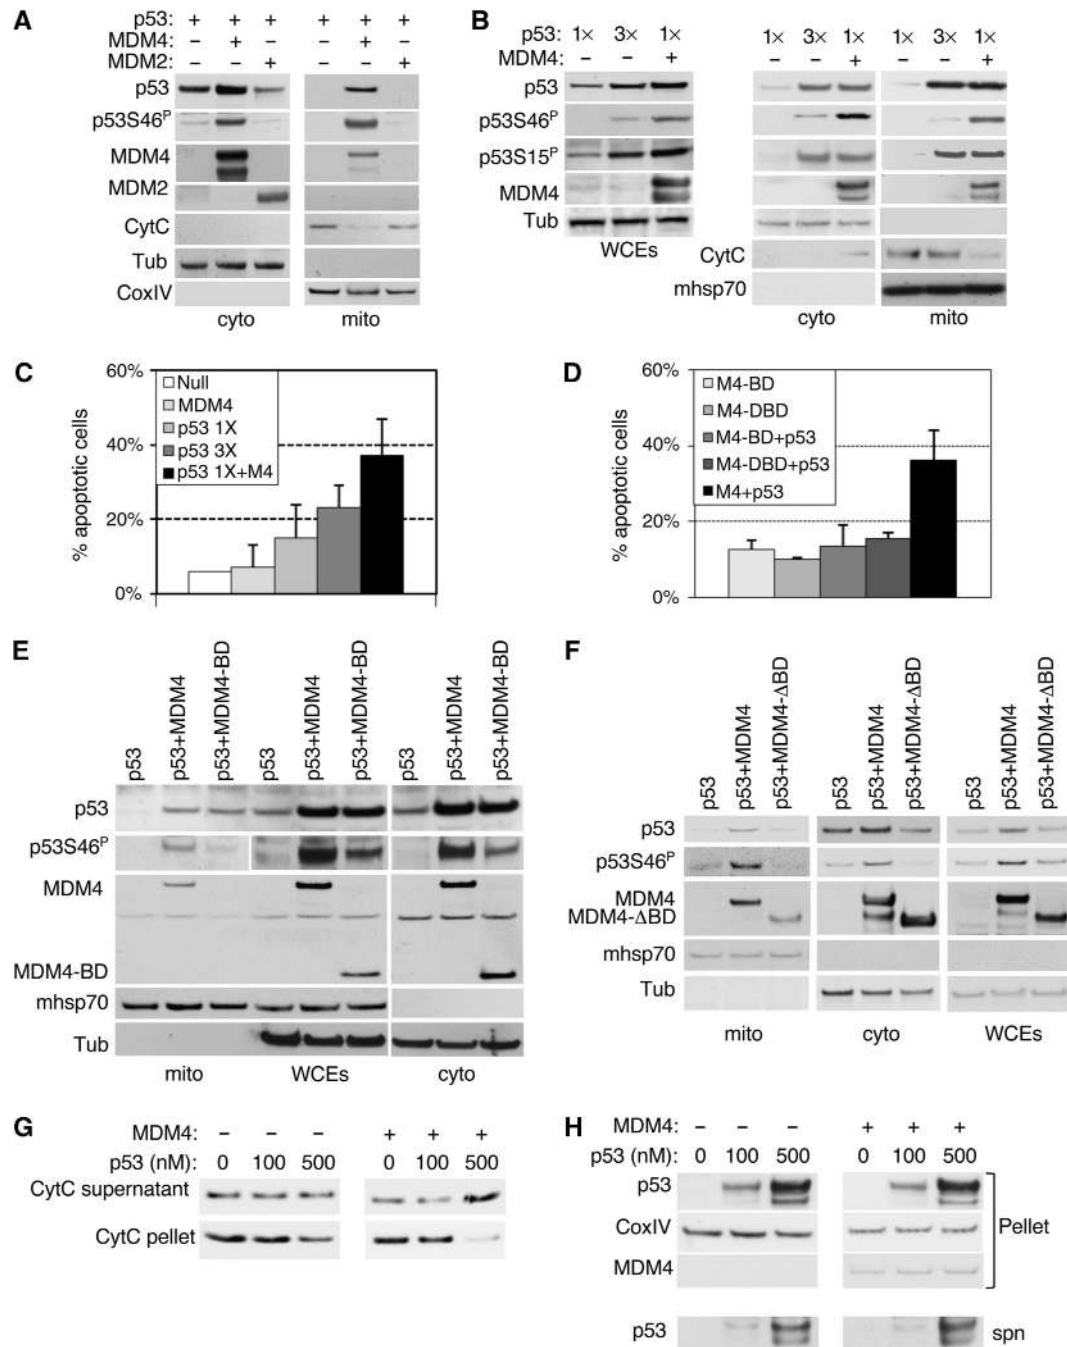 A
p53: + + + + + +
MDM4: – + – – + –
MDM2: – – + – – +
p53
p53S46ᴾ
MDM4
MDM2
CytC
Tub
CoxIV
cyto mito
B
p53: 1× 3× 1× 1× 3× 1× 1× 3× 1×
MDM4: – – + – – + – – +
p53
p53S46ᴾ
p53S15ᴾ
MDM4
Tub
WCEs
CytC
mhsp70
cyto mito
C
% apoptotic cells
60%
40%
20%
0%
Null
MDM4
p53 1X
p53 3X
p53 1X+M4
D
% apoptotic cells
60%
40%
20%
0%
M4-BD
M4-DBD
M4-BD+p53
M4-DBD+p53
M4+p53
E
p53 p53+MDM4 p53+MDM4-BD p53 p53+MDM4 p53+MDM4-BD p53 p53+MDM4 p53+MDM4-BD
p53
p53S46ᴾ
MDM4
MDM4-BD
mhsp70
Tub
mito WCEs cyto
F
p53 p53+MDM4 p53+MDM4-ΔBD p53 p53+MDM4 p53+MDM4-ΔBD p53 p53+MDM4 p53+MDM4-ΔBD
p53
p53S46ᴾ
MDM4
MDM4-ΔBD
mhsp70
Tub
mito cyto WCEs
G
MDM4: – – – + + +
p53 (nM): 0 100 500 0 100 500
CytC supernatant
CytC pellet
H
MDM4: – – – + + +
p53 (nM): 0 100 500 0 100 500
p53
CoxIV
MDM4
Pellet
p53
spn